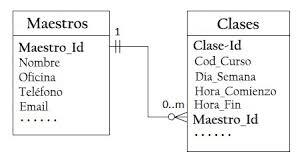 Maestros
Maestro_Id
Nombre
Oficina
Teléfono
Email
......
1
0..m
Clases
Clase-Id
Cod_Curso
Dia_Semana
Hora_Comienzo
Hora_Fin
Maestro_Id
......